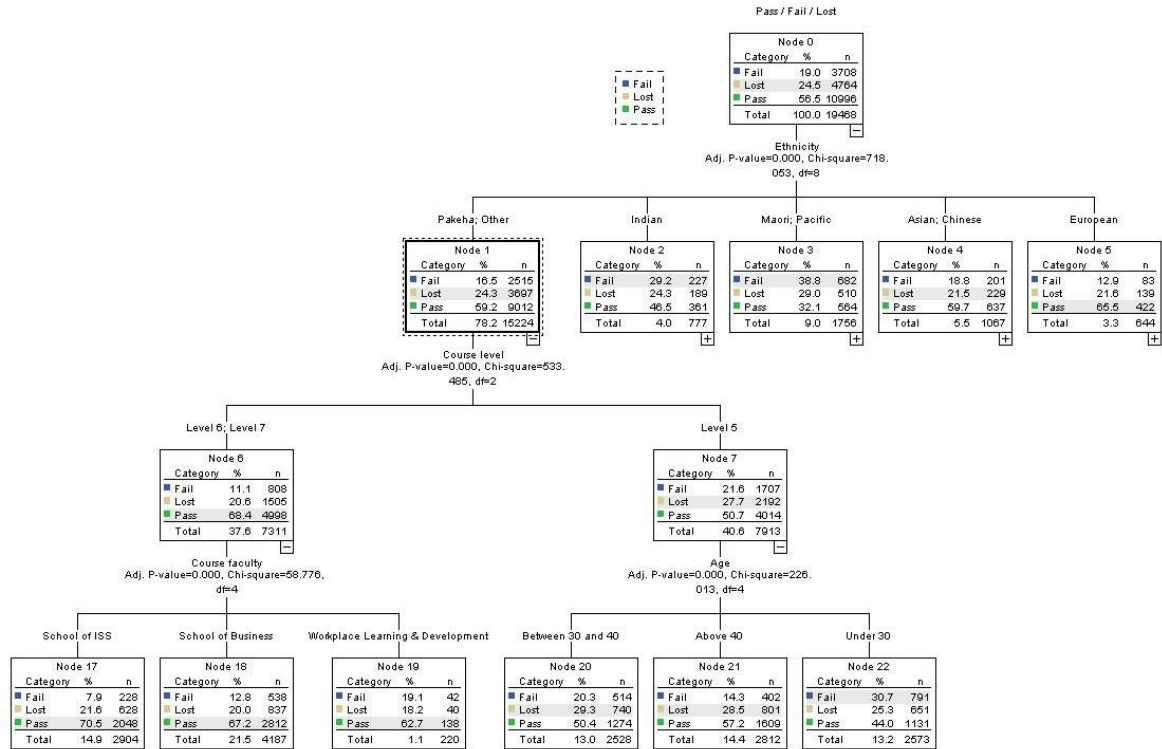 Pass / Fail / Lost
Node 0
Category % n
Fail 19.0 3708
Lost 24.5 4764
Pass 56.5 10996
Total 100.0 19468
Fail
Lost
Pass
Ethnicity
Adj. P-value=0.000, Chi-square=718.
053, df=8
Pakeha; Other
Indian
Maori; Pacific
Asian; Chinese
European
Node 1
Category % n
Fail 16.5 2515
Lost 24.3 3697
Pass 59.2 9012
Total 78.2 15224
Node 2
Category % n
Fail 29.2 227
Lost 24.3 189
Pass 46.5 361
Total 4.0 777
Node 3
Category % n
Fail 38.8 682
Lost 29.0 510
Pass 32.1 564
Total 9.0 1756
Node 4
Category % n
Fail 18.8 201
Lost 21.5 229
Pass 59.7 637
Total 5.5 1067
Node 5
Category % n
Fail 12.9 83
Lost 21.6 139
Pass 65.5 422
Total 3.3 644
Course level
Adj. P-value=0.000, Chi-square=533.
485, df=2
Level 6; Level 7
Level 5
Node 6
Category % n
Fail 11.1 808
Lost 20.6 1505
Pass 68.4 4998
Total 37.6 7311
Node 7
Category % n
Fail 21.6 1707
Lost 27.7 2192
Pass 50.7 4014
Total 40.6 7913
Course faculty
Adj. P-value=0.000, Chi-square=58.776,
df=4
Age
Adj. P-value=0.000, Chi-square=226.
013, df=4
School of ISS
School of Business
Workplace Learning & Development
Between 30 and 40
Above 40
Under 30
Node 17
Category % n
Fail 7.9 228
Lost 21.6 628
Pass 70.5 2048
Total 14.9 2904
Node 18
Category % n
Fail 12.8 538
Lost 20.0 837
Pass 67.2 2812
Total 21.5 4187
Node 19
Category % n
Fail 19.1 42
Lost 18.2 40
Pass 62.7 138
Total 1.1 220
Node 20
Category % n
Fail 20.3 514
Lost 29.3 740
Pass 50.4 1274
Total 13.0 2528
Node 21
Category % n
Fail 14.3 402
Lost 28.5 801
Pass 57.2 1609
Total 14.4 2812
Node 22
Category % n
Fail 30.7 791
Lost 25.3 651
Pass 44.0 1131
Total 13.2 2573